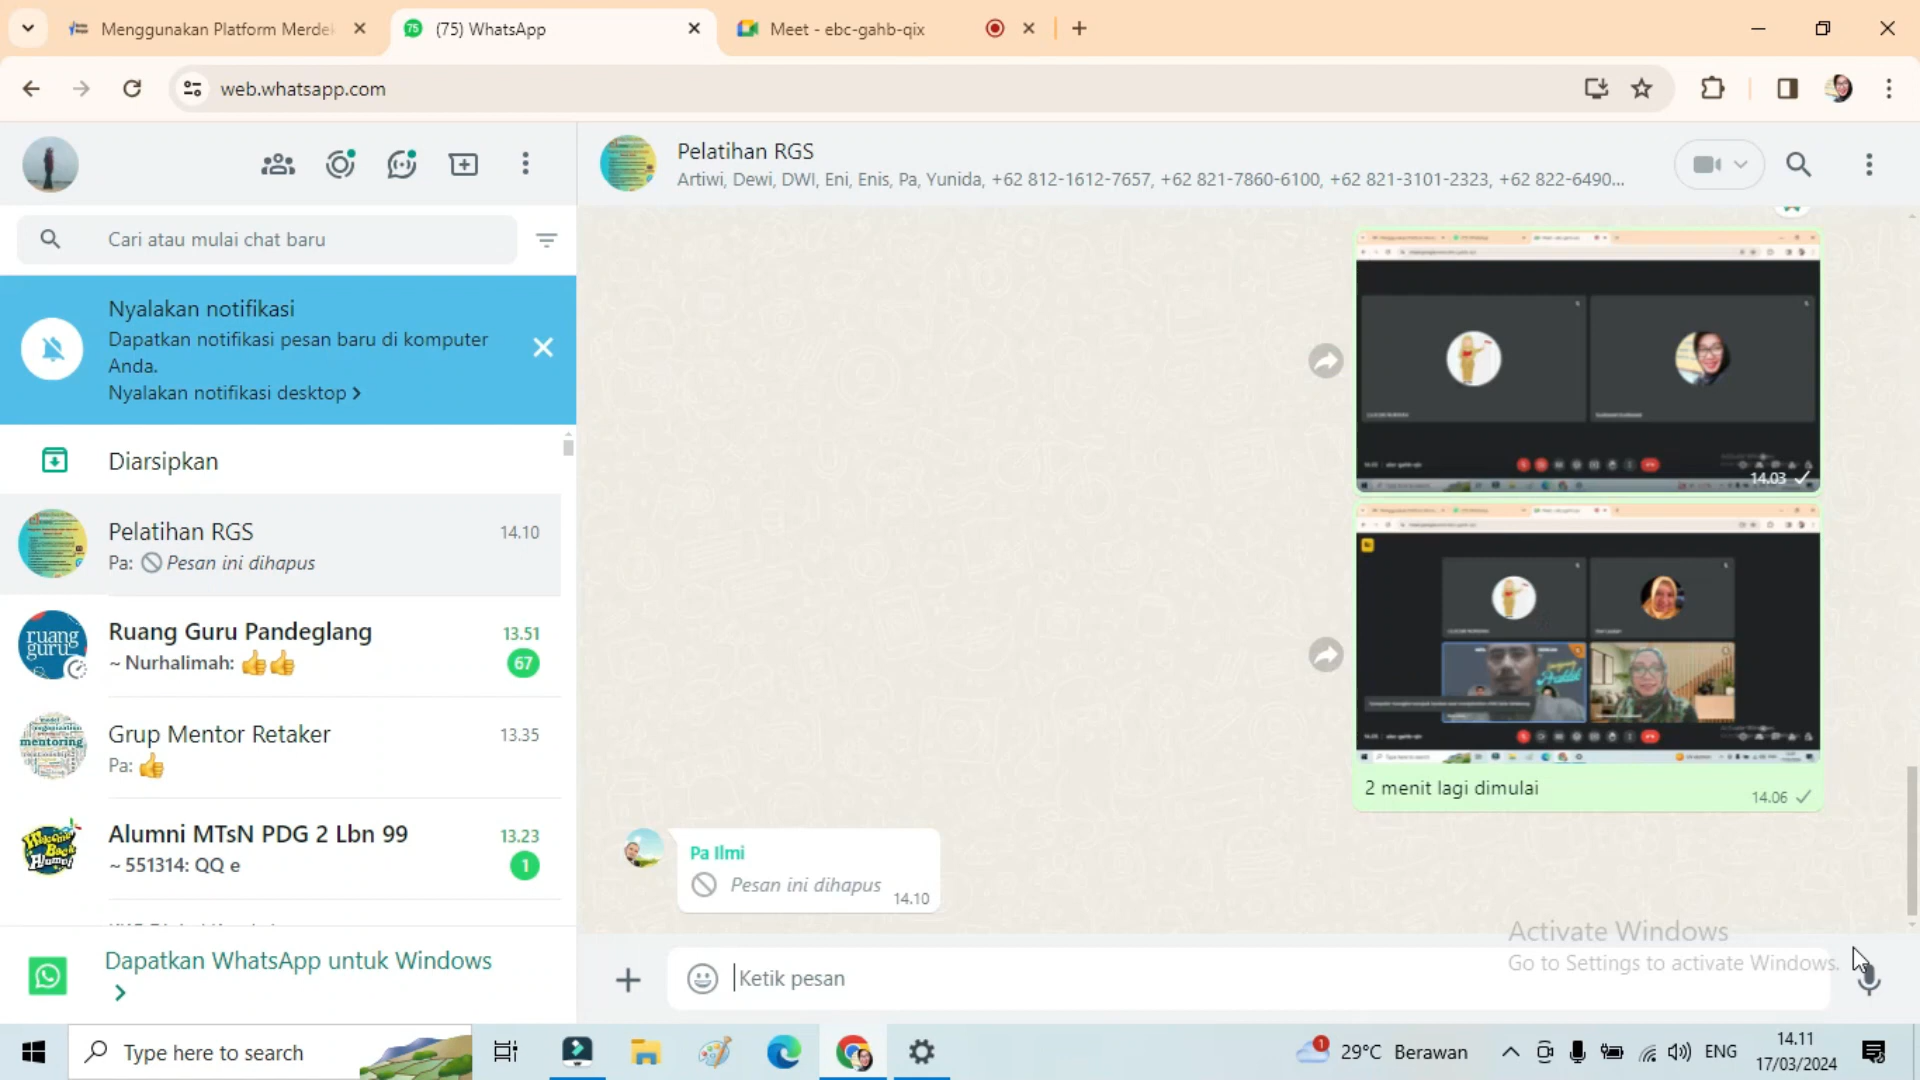 Menggunakan Platform Merde
(75) WhatsApp
Meet - ebc-gahb-qix
web.whatsapp.com
Pelatihan RGS
Artiwi, Dewi, DWI, Eni, Enis, Pa, Yunida, +62 812-1612-7657, +62 821-7860-6100, +62 821-3101-2323, +62 822-6490...
Cari atau mulai chat baru
Nyalakan notifikasi
Dapatkan notifikasi pesan baru di komputer
Anda.
Nyalakan notifikasi desktop >
Diarsipkan
Pelatihan RGS 14.10
Pa: Pesan ini dihapus
ruang
guru
Ruang Guru Pandeglang 13.51
~ Nurhalimah: 👍👍 67
mentoring
Grup Mentor Retaker 13.35
Pa: 👍
Alumni MTsN PDG 2 Lbn 99 13.23
~ 551314: QQ e 1
Dapatkan WhatsApp untuk Windows
>
14.03
2 menit lagi dimulai
14.06
Pa Ilmi
Pesan ini dihapus 14.10
Ketik pesan
Activate Windows
Go to Settings to activate Windows.
Type here to search
1
29°C Berawan
ENG
14.11
17/03/2024